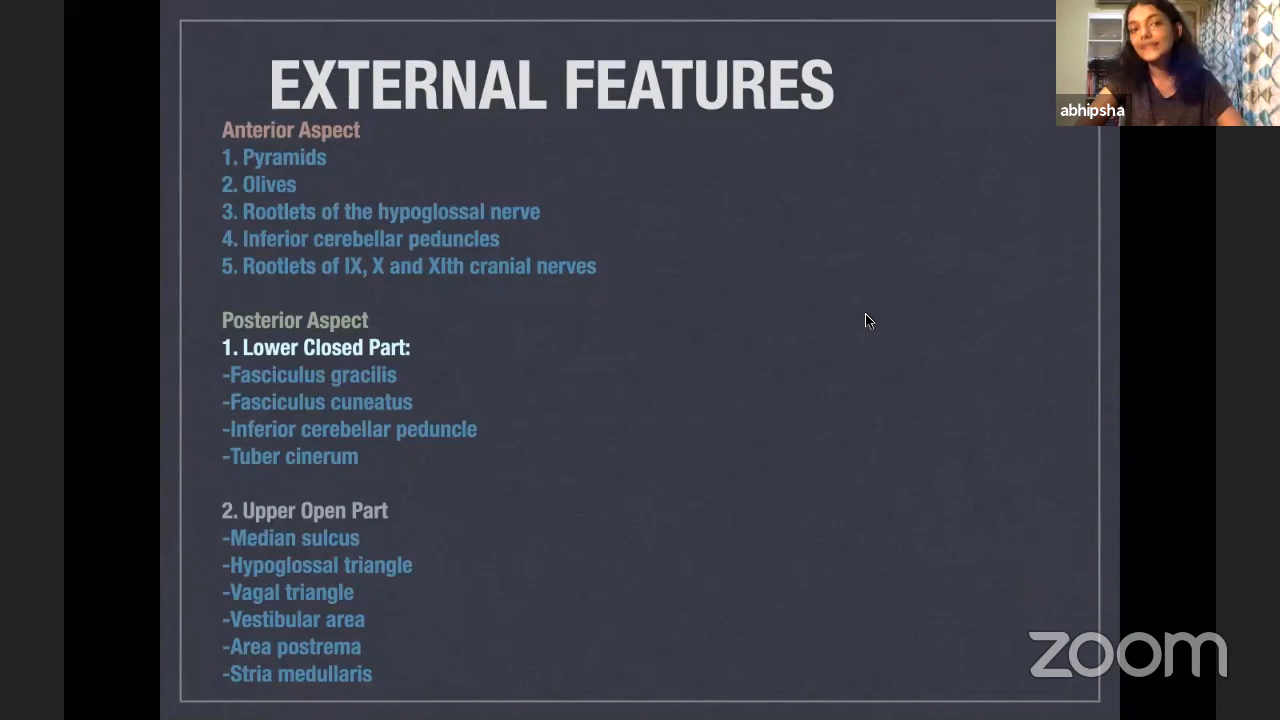 EXTERNAL FEATURES
abhipsha
Anterior Aspect
1. Pyramids
2. Olives
3. Rootlets of the hypoglossal nerve
4. Inferior cerebellar peduncles
5. Rootlets of IX, X and XIth cranial nerves
Posterior Aspect
1. Lower Closed Part:
-Fasciculus gracilis
-Fasciculus cuneatus
-Inferior cerebellar peduncle
-Tuber cinerum
2. Upper Open Part
-Median sulcus
-Hypoglossal triangle
-Vagal triangle
-Vestibular area
-Area postrema
-Stria medullaris
zoom